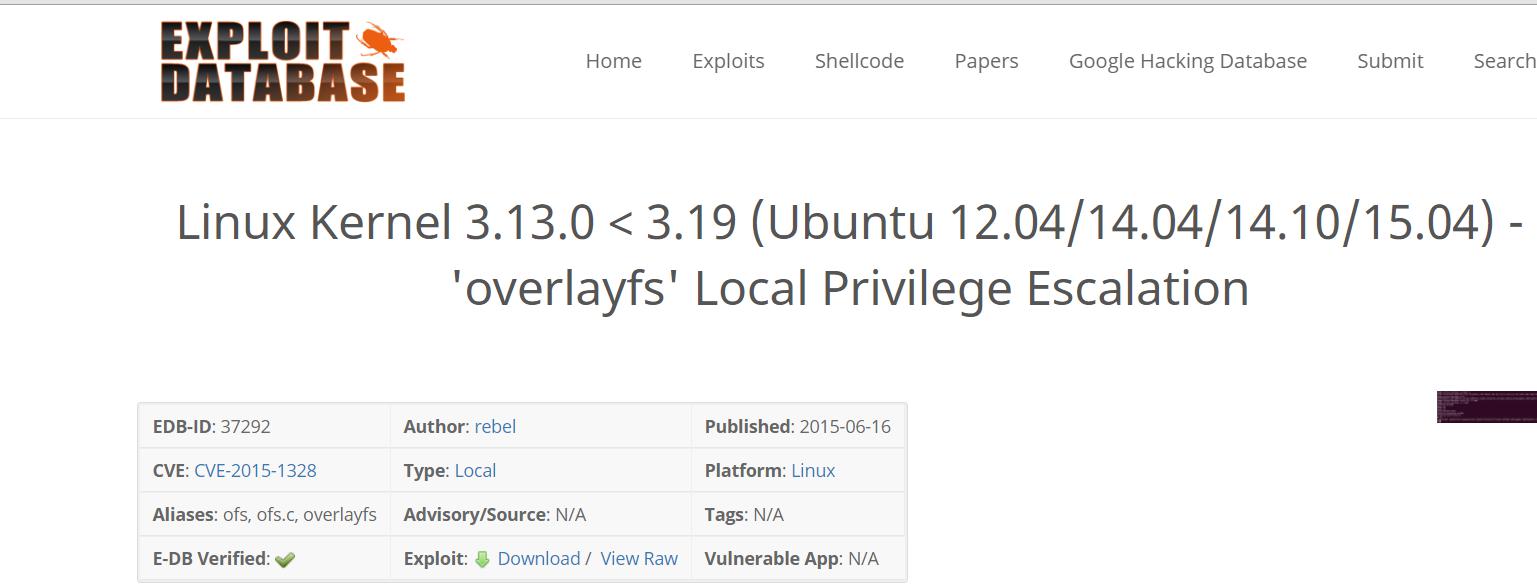 EXPLOIT
DATABASE
Home Exploits Shellcode Papers Google Hacking Database Submit Search
Linux Kernel 3.13.0 < 3.19 (Ubuntu 12.04/14.04/14.10/15.04) -
'overlayfs' Local Privilege Escalation
EDB-ID: 37292 Author: rebel Published: 2015-06-16
CVE: CVE-2015-1328 Type: Local Platform: Linux
Aliases: ofs, ofs.c, overlayfs Advisory/Source: N/A Tags: N/A
E-DB Verified: Exploit: Download / View Raw Vulnerable App: N/A